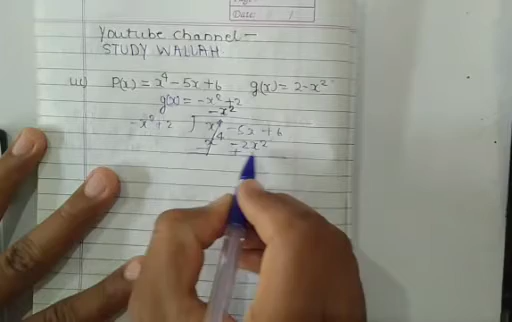 Date:
Youtube Channel-
STUDY WALLAH
iii) P(x) = x⁴ - 5x + 6 g(x) = 2 - x²
g(x) = -x² + 2
-x²
-x² + 2 ) x⁴ - 5x + 6
x⁴ - 2x²
- +